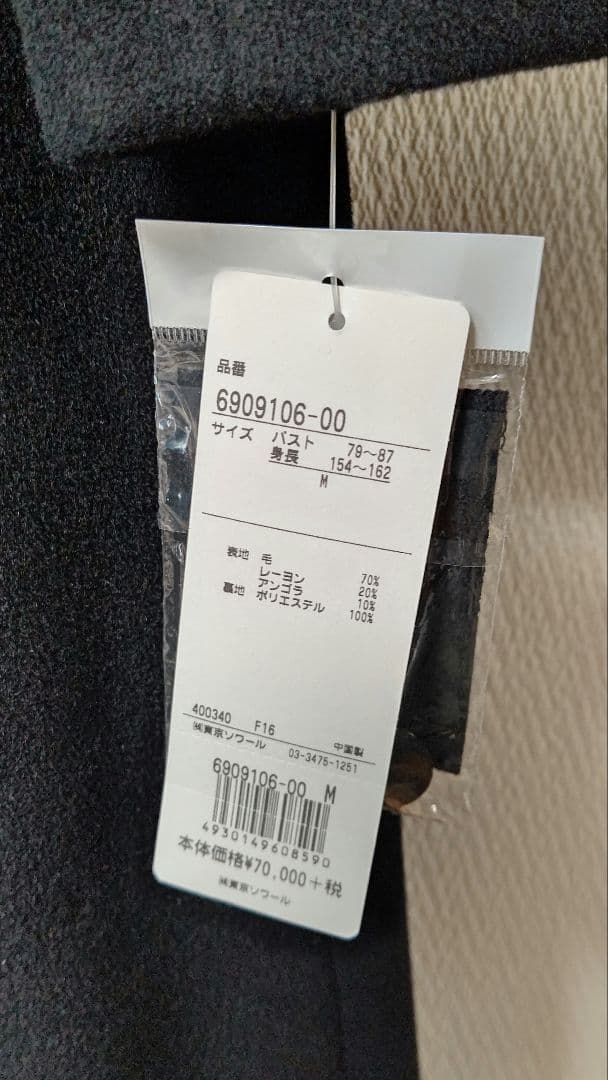 品番
6909106-00
サイズ バスト 79～87
身長 154～162
M
表地 毛 70%
レーヨン 20%
アンゴラ 10%
裏地 ポリエステル 100%
400340 F16
㈱東京ソワール 中国製
03-3475-1251
6909106-00 M
4930149608590
本体価格¥70,000+税
㈱東京ソワール